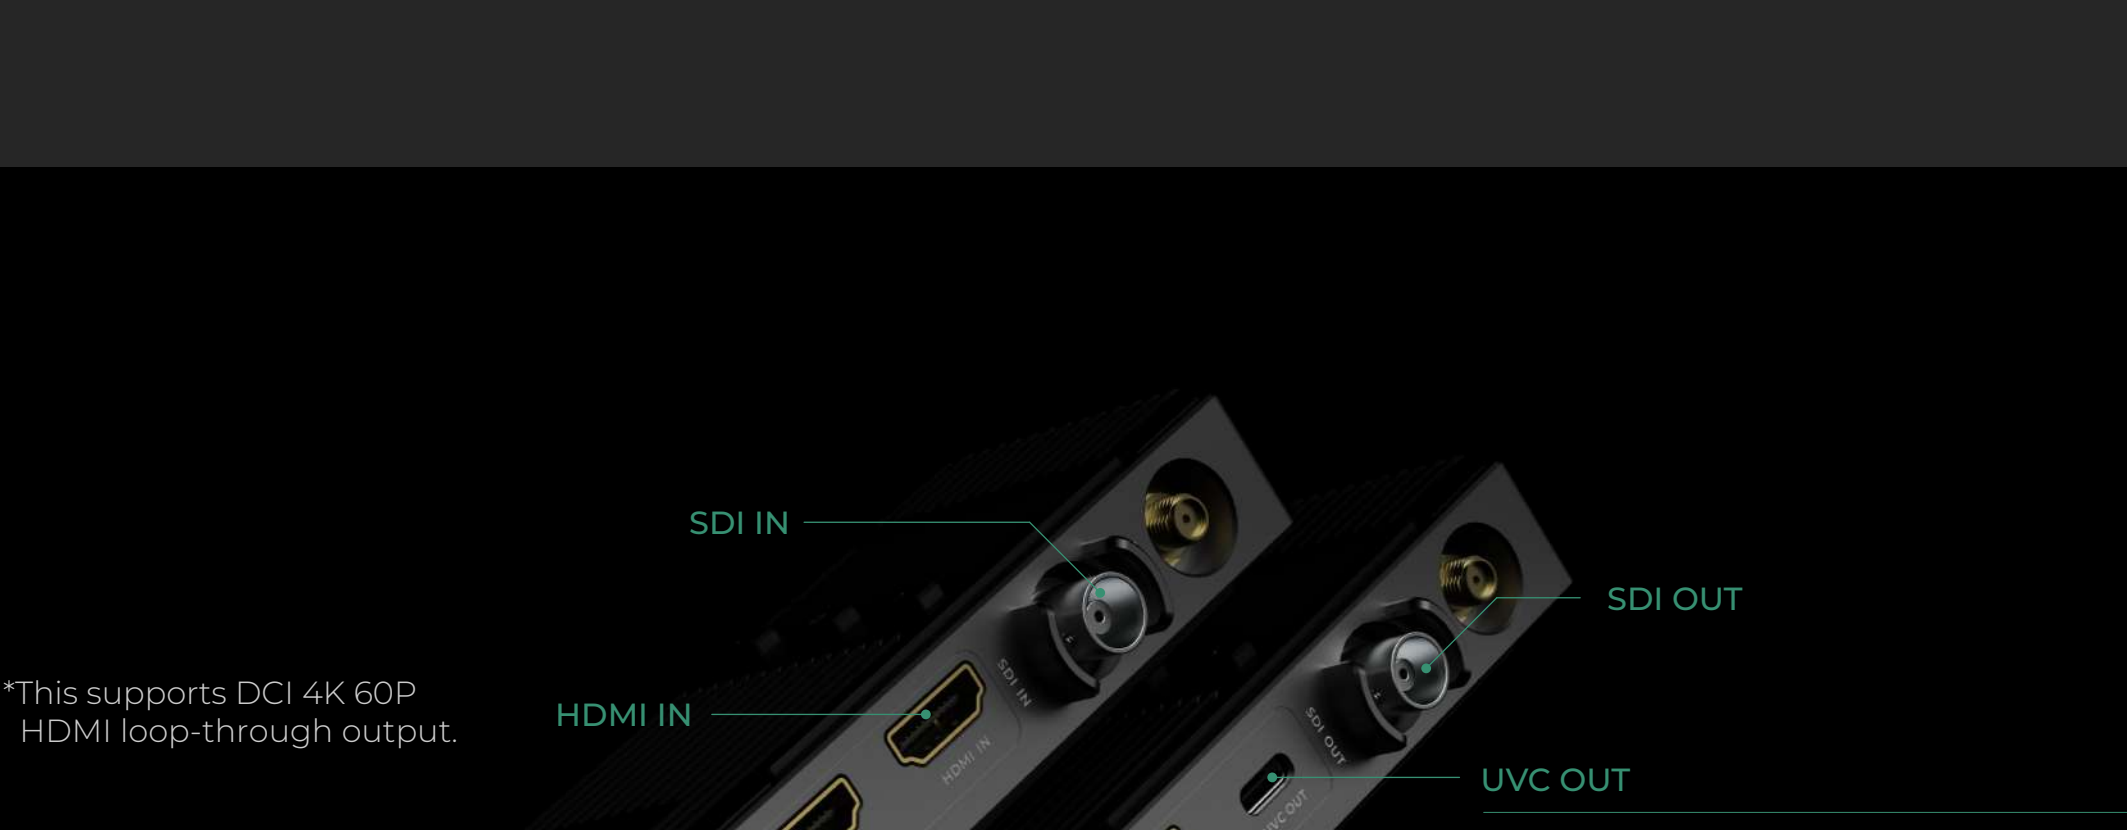 SDI IN
SDI OUT
*This supports DCI 4K 60P
HDMI loop-through output.
HDMI IN
UVC OUT
SDI IN
HDMI IN
SDI OUT
UVC OUT